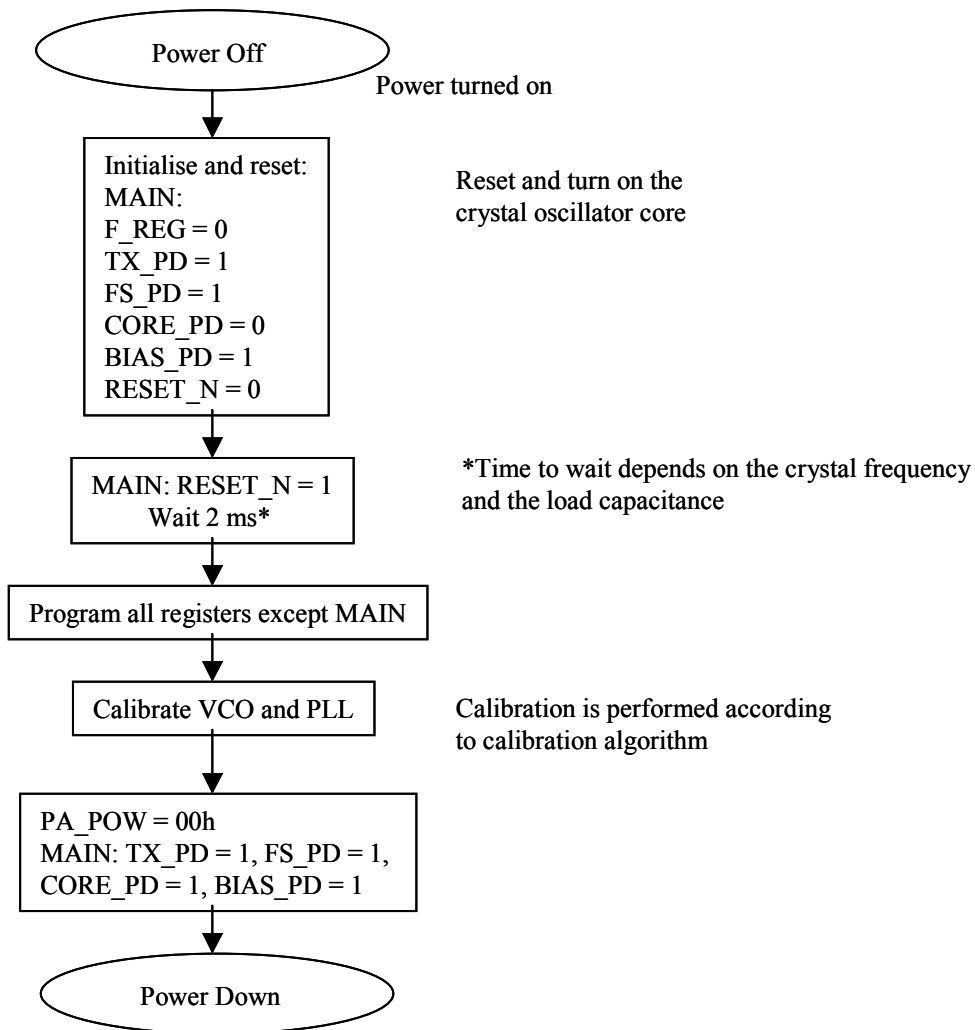 Power Off
Power turned on
Initialise and reset:
MAIN:
F_REG = 0
TX_PD = 1
FS_PD = 1
CORE_PD = 0
BIAS_PD = 1
RESET_N = 0
Reset and turn on the
crystal oscillator core
MAIN: RESET_N = 1
Wait 2 ms*
*Time to wait depends on the crystal frequency
and the load capacitance
Program all registers except MAIN
Calibrate VCO and PLL
Calibration is performed according
to calibration algorithm
PA_POW = 00h
MAIN: TX_PD = 1, FS_PD = 1,
CORE_PD = 1, BIAS_PD = 1
Power Down